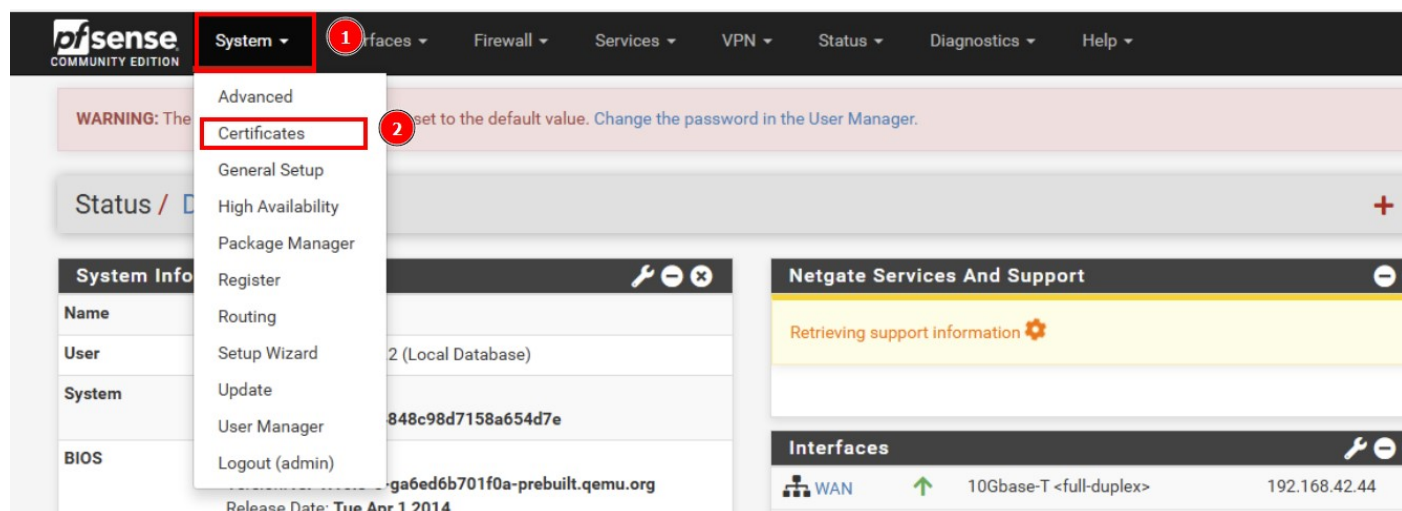 pfsense
COMMUNITY EDITION
System 1 rfaces Firewall Services VPN Status Diagnostics Help
Advanced
WARNING: The set to the default value. Change the password in the User Manager.
Certificates 2
General Setup
Status / D
High Availability
Package Manager
System Info
Register
Netgate Services And Support
Name
Routing
Retrieving support information
User
Setup Wizard
2 (Local Database)
System
Update
848c98d7158a654d7e
User Manager
Interfaces
BIOS
Logout (admin)
-ga6ed6b701f0a-prebuilt.qemu.org
WAN 10Gbase-T <full-duplex> 192.168.42.44
Release Date: Tue Apr 1 2014